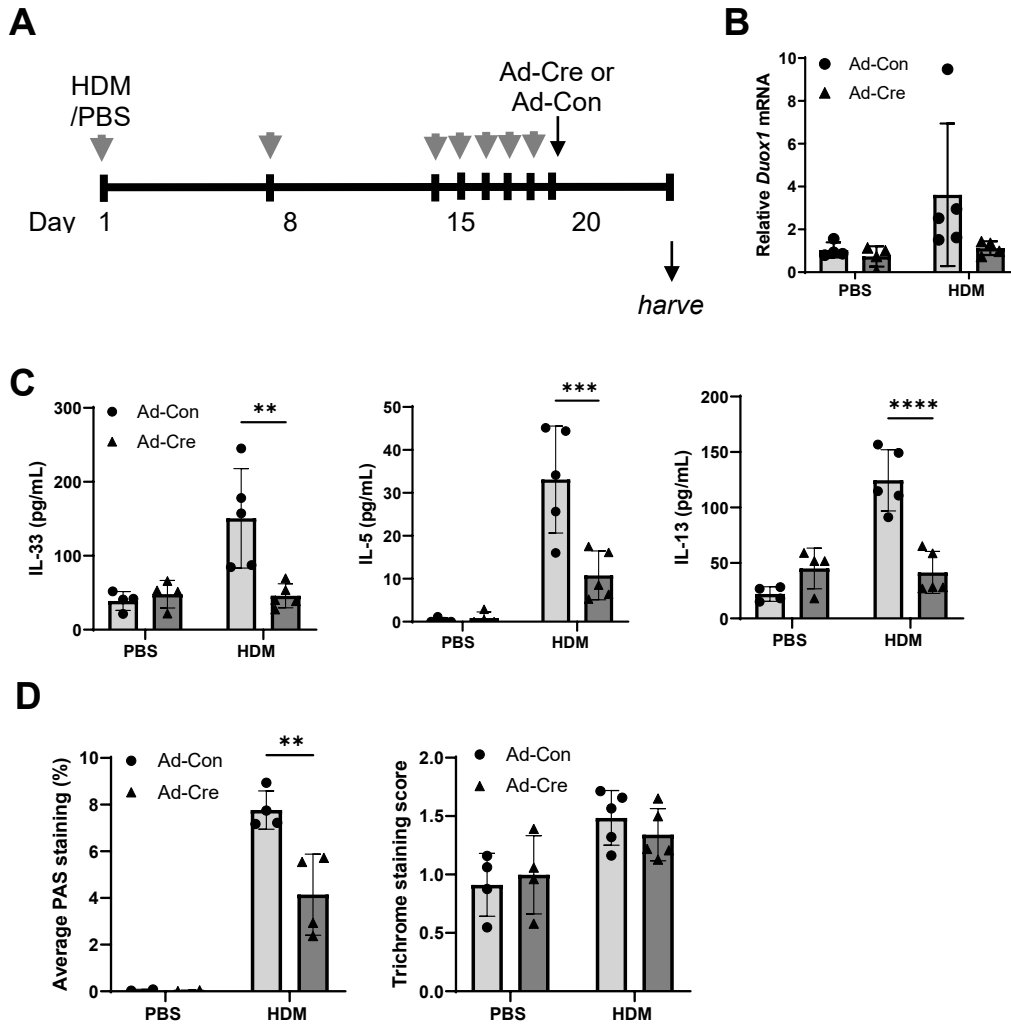 A
HDM
/PBS
Ad-Cre or
Ad-Con
Day 1 8 15 20
harve
B
Relative Duox1 mRNA
10
8
6
4
2
0
Ad-Con
Ad-Cre
PBS HDM
C
IL-33 (pg/mL)
300
200
100
0
Ad-Con
Ad-Cre
**
PBS HDM
IL-5 (pg/mL)
50
40
30
20
10
0
***
PBS HDM
IL-13 (pg/mL)
200
150
100
50
0
****
PBS HDM
D
Average PAS staining (%)
10
8
6
4
2
0
Ad-Con
Ad-Cre
**
PBS HDM
Trichrome staining score
2.0
1.5
1.0
0.5
0.0
Ad-Con
Ad-Cre
PBS HDM